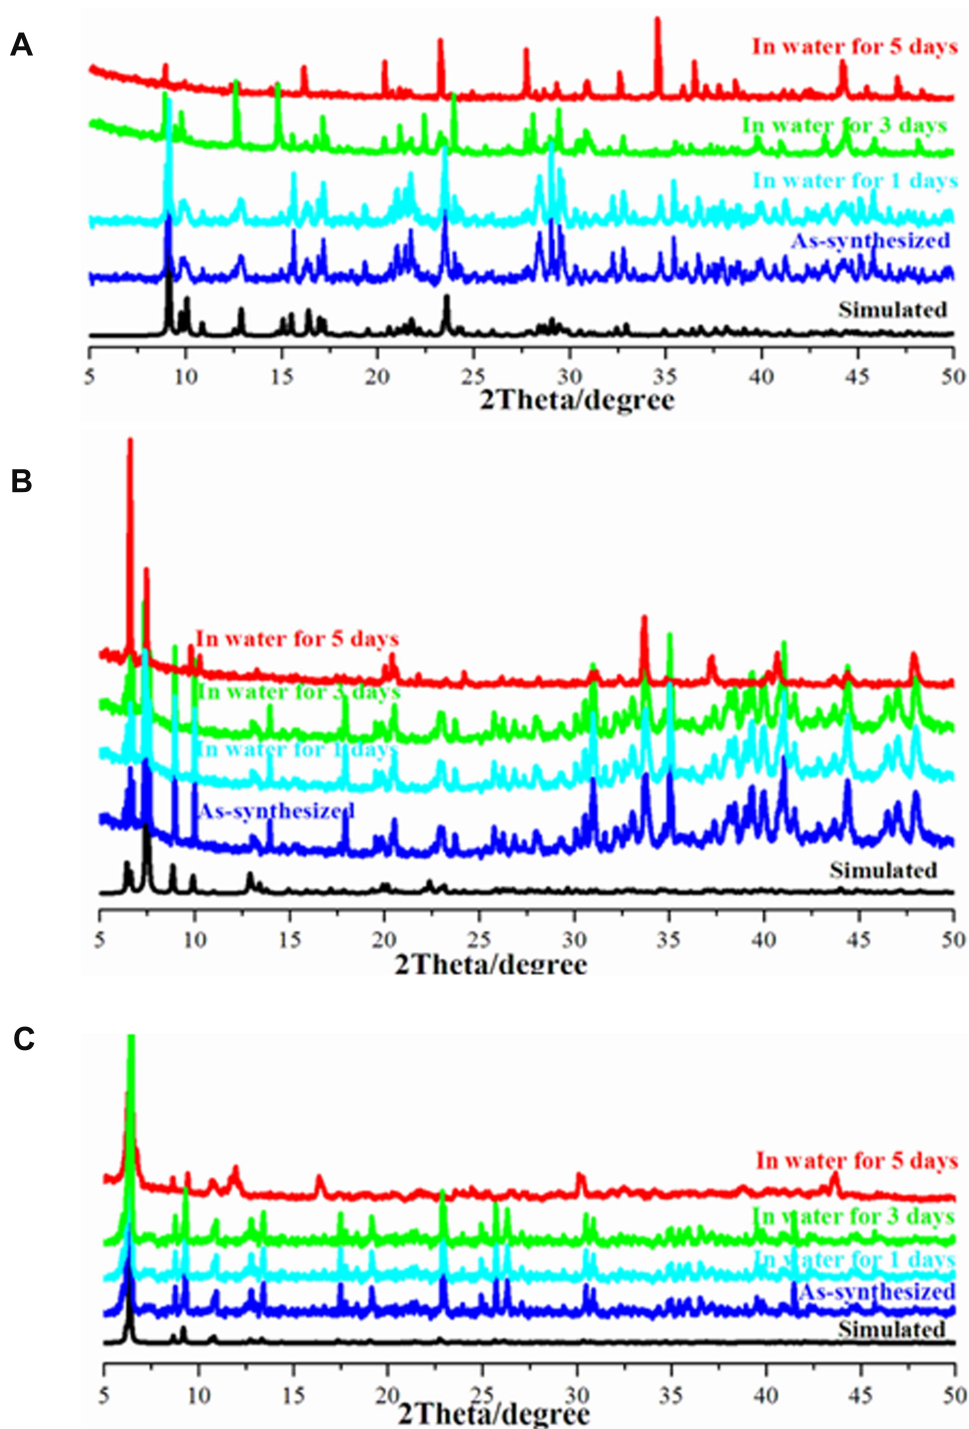 A
In water for 5 days
In water for 3 days
In water for 1 days
As-synthesized
Simulated
5 10 15 20 25 30 35 40 45 50
2Theta/degree
B
In water for 5 days
In water for 3 days
In water for 1 days
As-synthesized
Simulated
5 10 15 20 25 30 35 40 45 50
2Theta/degree
C
In water for 5 days
In water for 3 days
In water for 1 days
As-synthesized
Simulated
5 10 15 20 25 30 35 40 45 50
2Theta/degree